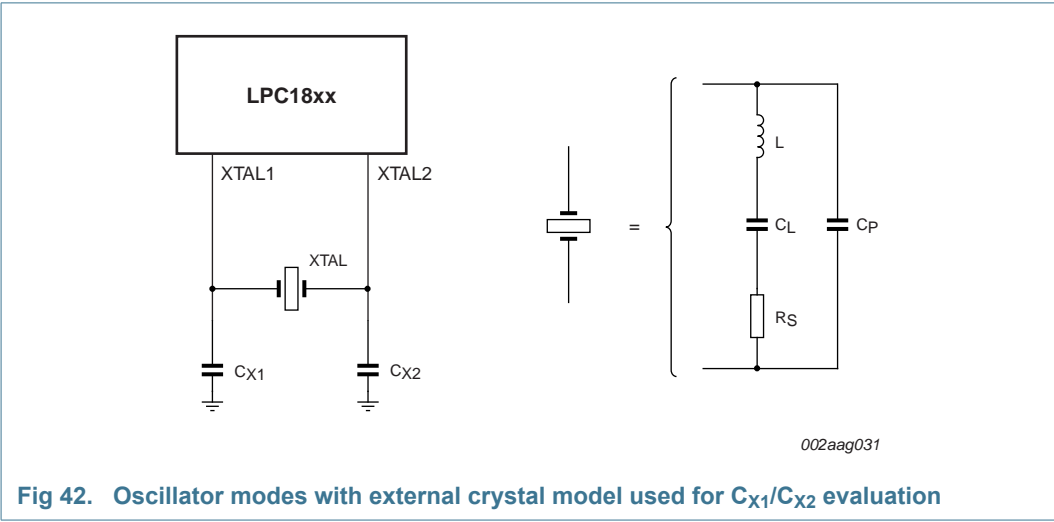 LPC18xx
XTAL1
XTAL2
XTAL
CX1
CX2
=
L
CL
CP
RS
002aag031
Fig 42. Oscillator modes with external crystal model used for CX1/CX2 evaluation